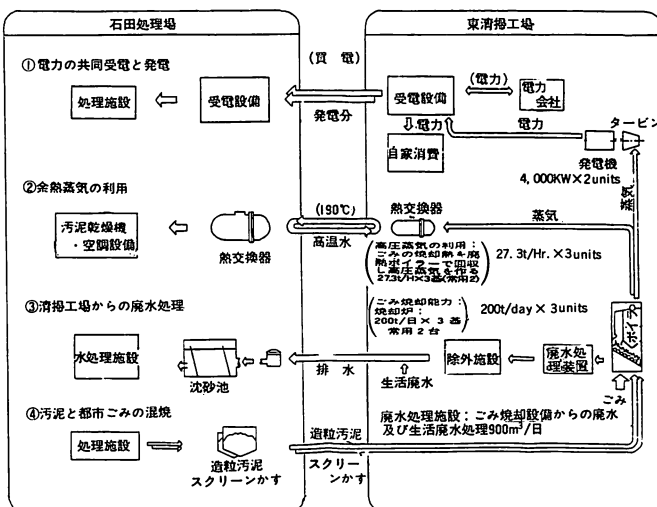 石田処理場
東清掃工場
①電力の共同受電と発電
(買電)
処理施設
受電設備
発電分
受電設備
(電力)
電力
会社
電力
自家消費
電力
タービン
発電機
4,000KW×2units
蒸気
②余熱蒸気の利用
汚泥乾燥機
・空調設備
熱交換器
(190℃)
高温水
熱交換器
蒸気
高圧蒸気の利用:
ごみの焼却熱を廃
熱ボイラーで回収
し高圧蒸気を作る
27.3t/H×3基(常用2)
27.3t/Hr.×3units
③清掃工場からの廃水処理
ごみ焼却能力:
焼却炉:
200t/日×3基
常用2台
200t/day×3units
水処理施設
沈砂池
排水
生活廃水
除外施設
廃水処
理装置
ボイラ
ごみ
④汚泥と都市ごみの混焼
処理施設
造粒汚泥
スクリーンかす
造粒汚泥
スクリー
ンかす
廃水処理施設:ごみ焼却設備からの廃水
及び生活廃水処理900m³/日